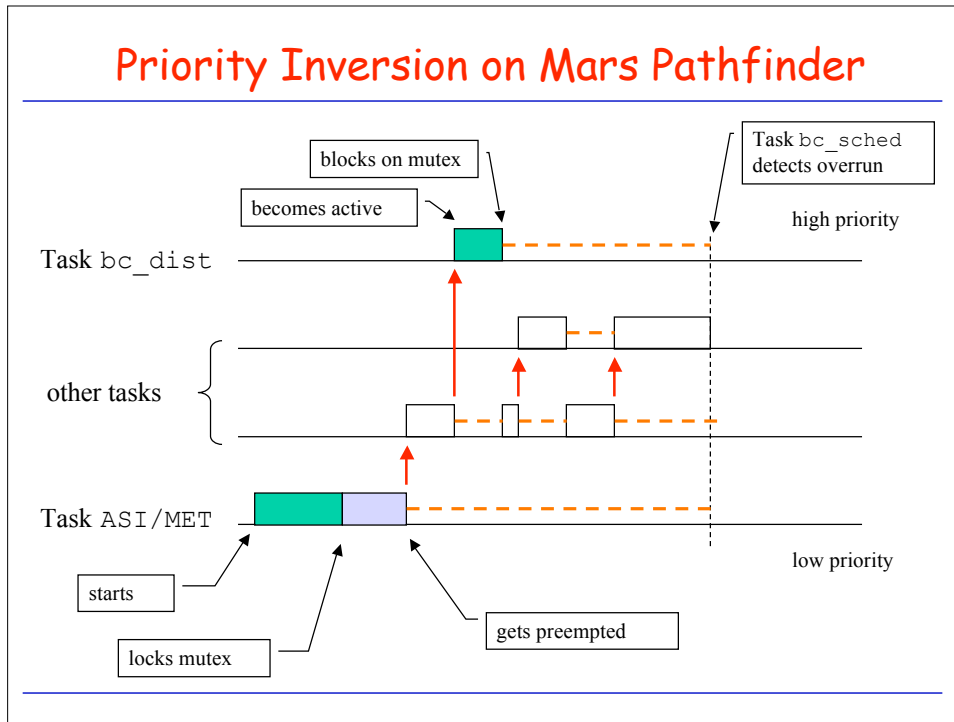 Priority Inversion on Mars Pathfinder
Task bc_sched
detects overrun
blocks on mutex
becomes active
high priority
Task bc_dist
other tasks
Task ASI/MET
low priority
starts
gets preempted
locks mutex